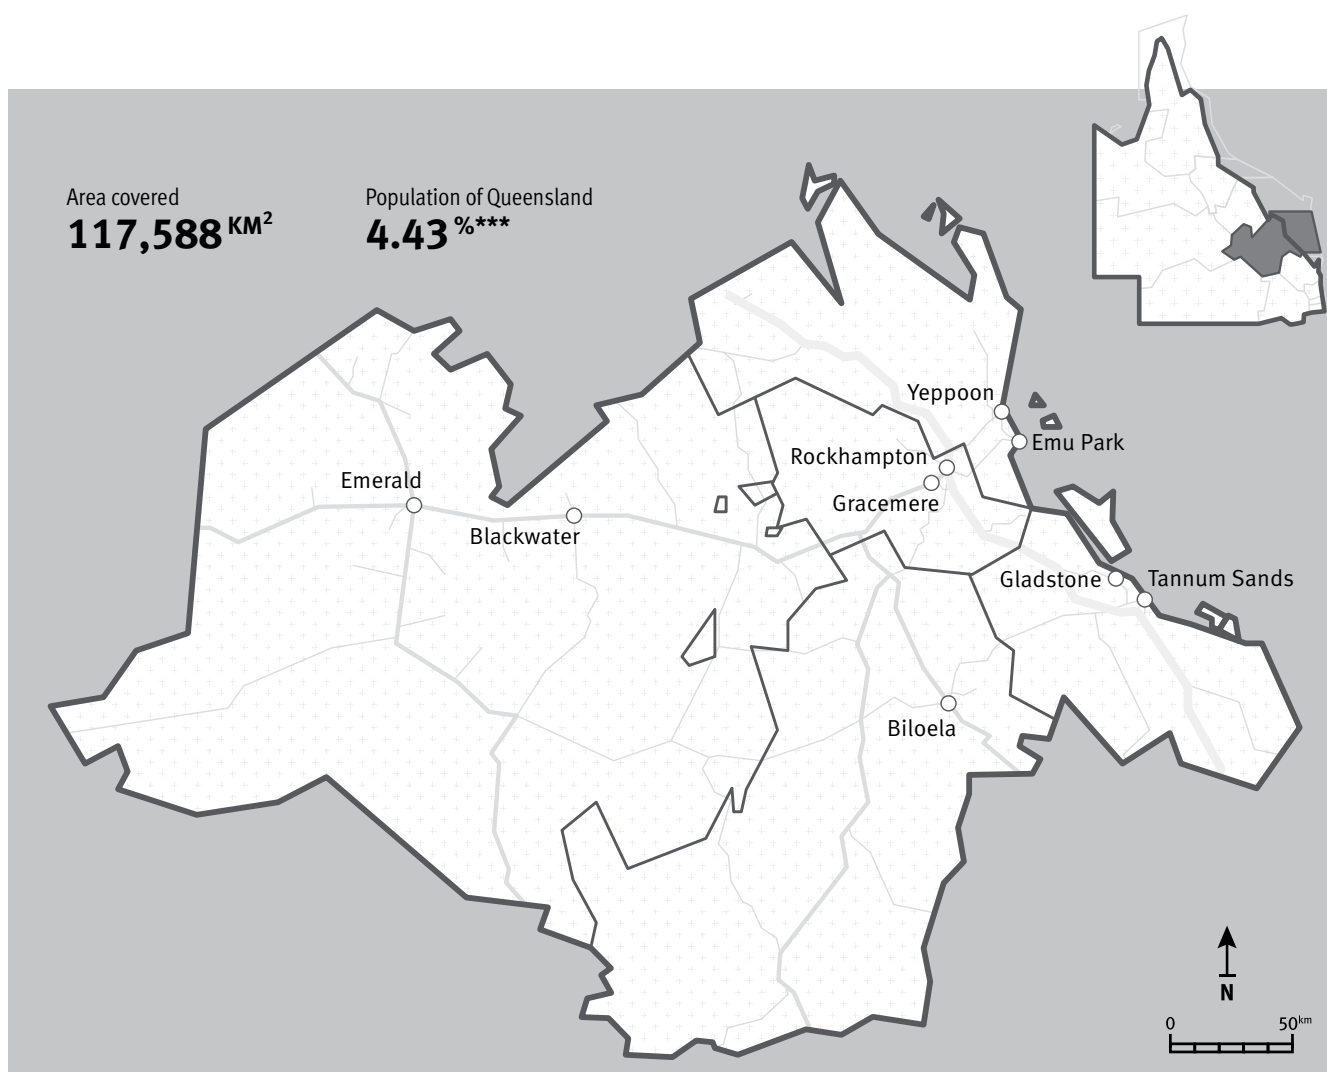 Area covered
117,588 KM²
Population of Queensland
4.43 %***
Yeppoon
Emu Park
Rockhampton
Gracemere
Emerald
Blackwater
Gladstone
Tannum Sands
Biloela
N
0 50km